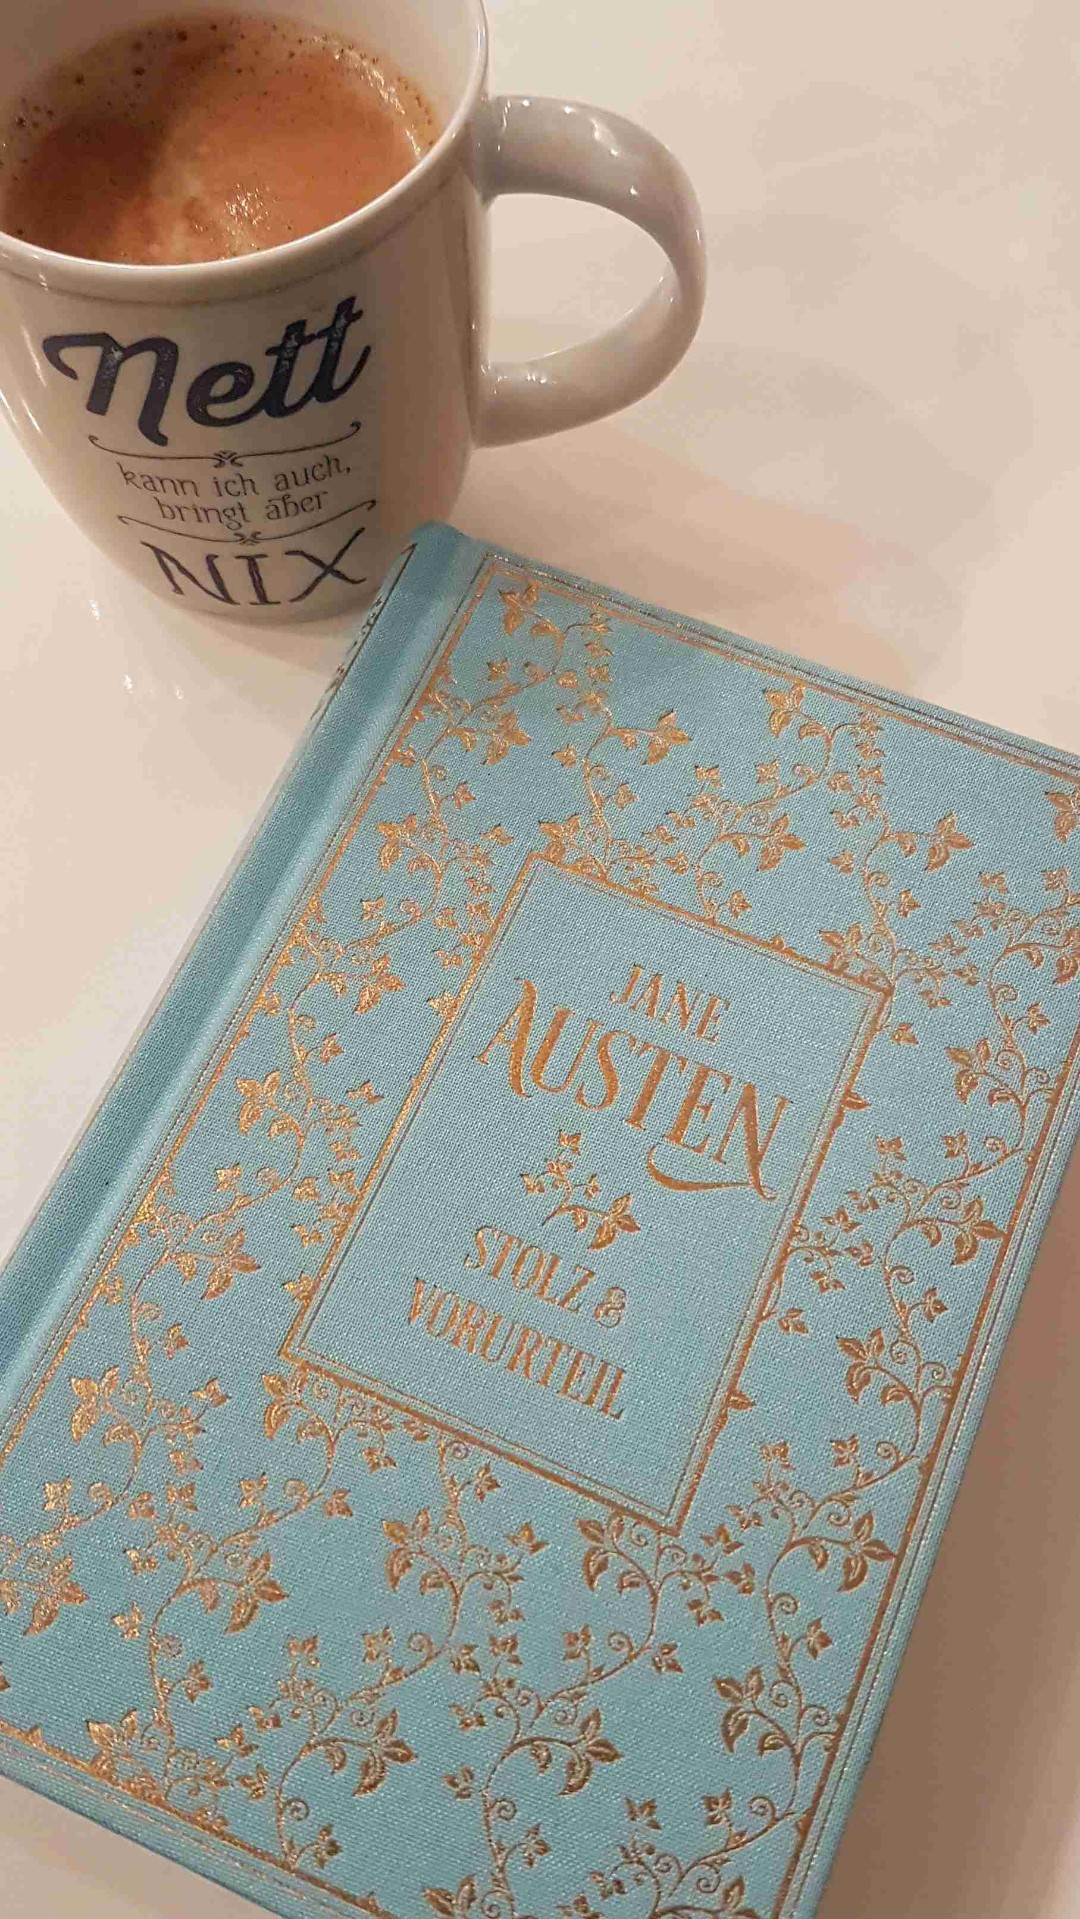 Nett
kann ich auch,
bringt aber
NIX
JANE
AUSTEN
STOLZ &
VORURTEIL